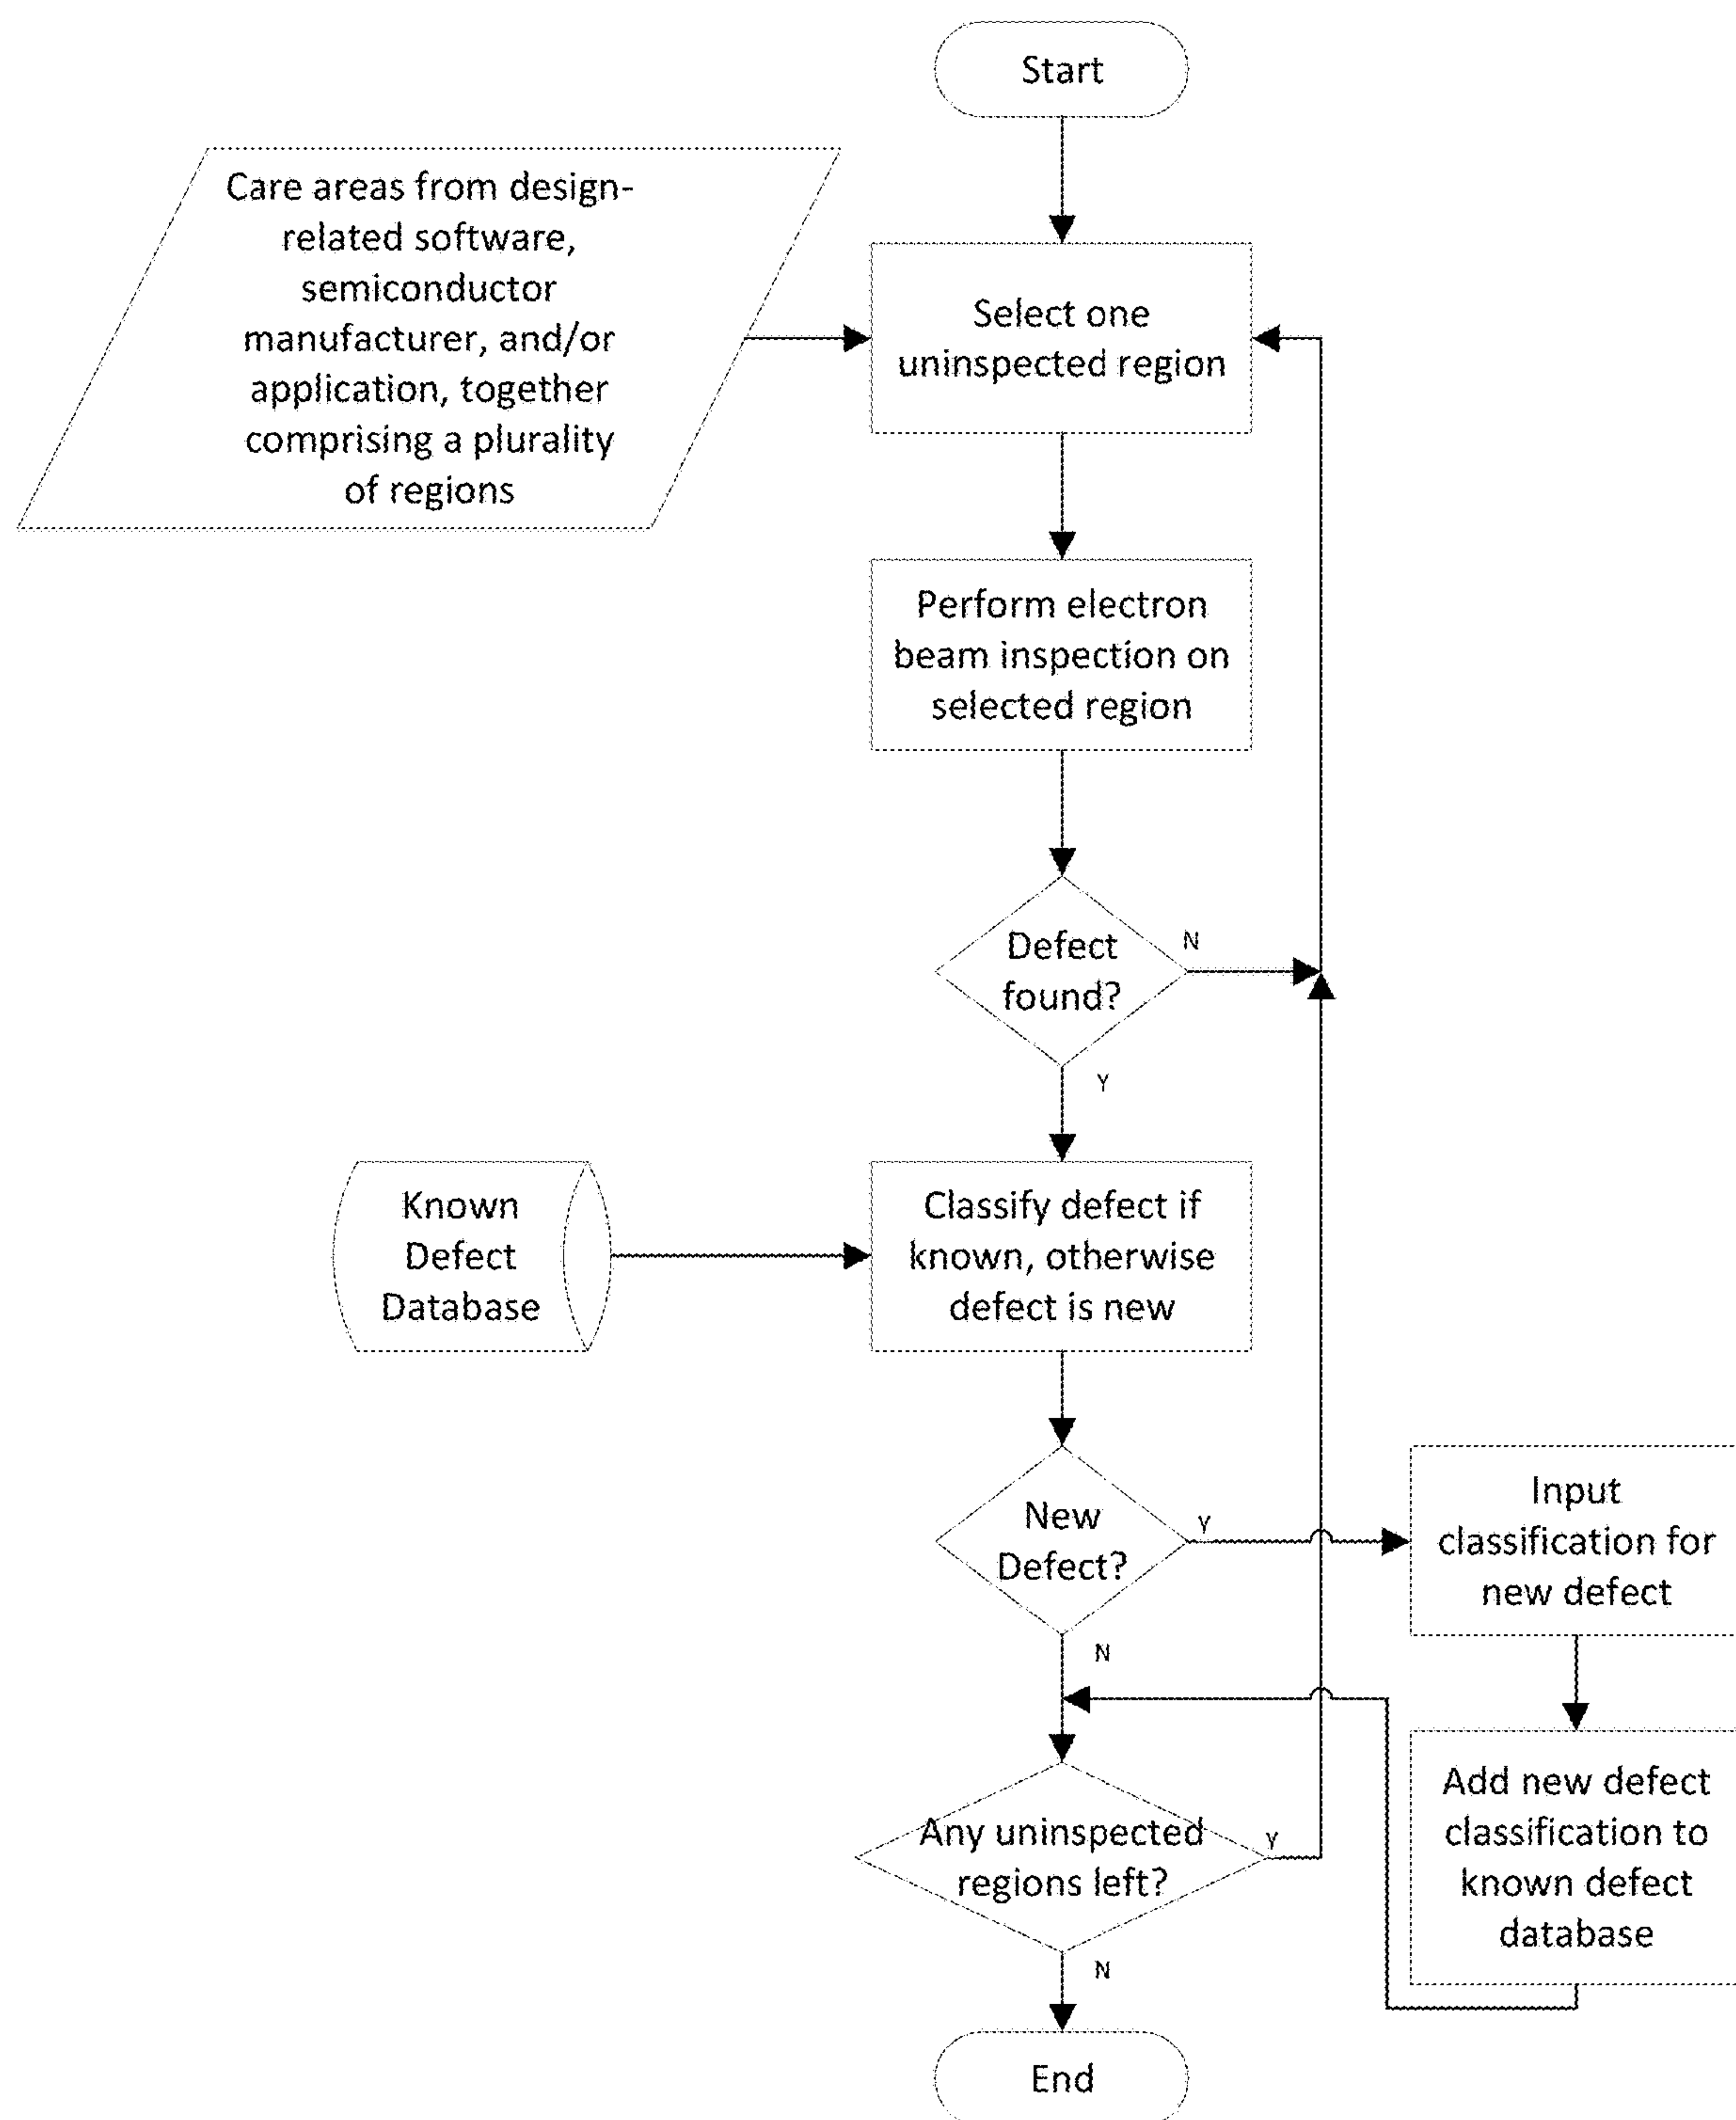 Start
Care areas from design-
related software,
semiconductor
manufacturer, and/or
application, together
comprising a plurality
of regions
Select one
uninspected region
Perform electron
beam inspection on
selected region
Defect
found?
N
Y
Known
Defect
Database
Classify defect if
known, otherwise
defect is new
New
Defect?
Y
N
Input
classification for
new defect
Add new defect
classification to
known defect
database
Any uninspected
regions left?
Y
N
End